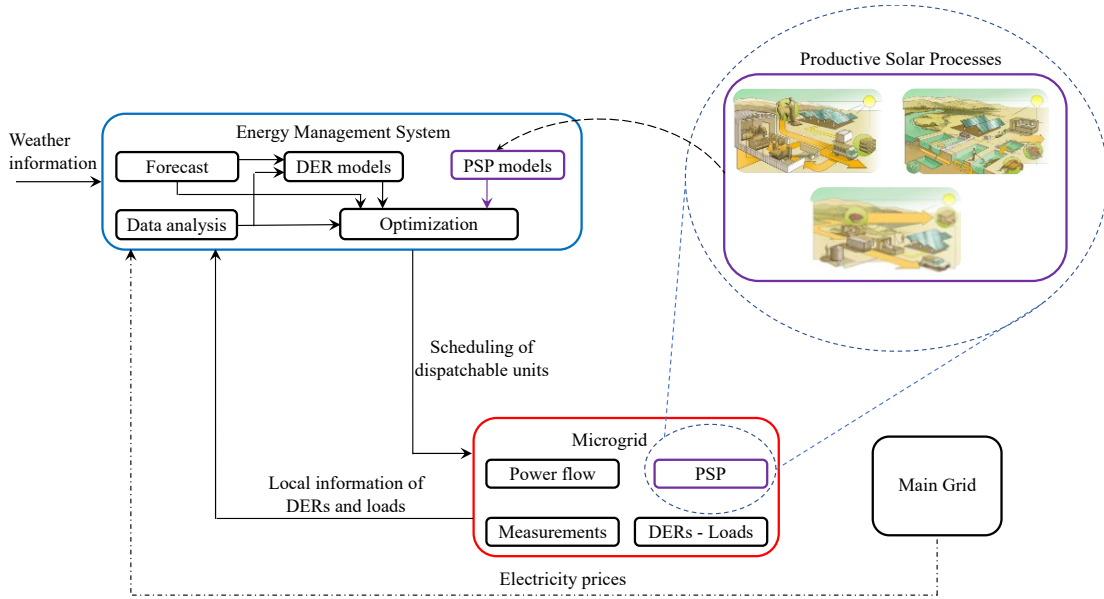 Productive Solar Processes
Weather
information
Energy Management System
Forecast
DER models
PSP models
Data analysis
Optimization
Scheduling of
dispatchable units
Microgrid
Power flow
PSP
Main Grid
Local information of
DERs and loads
Measurements
DERs - Loads
Electricity prices